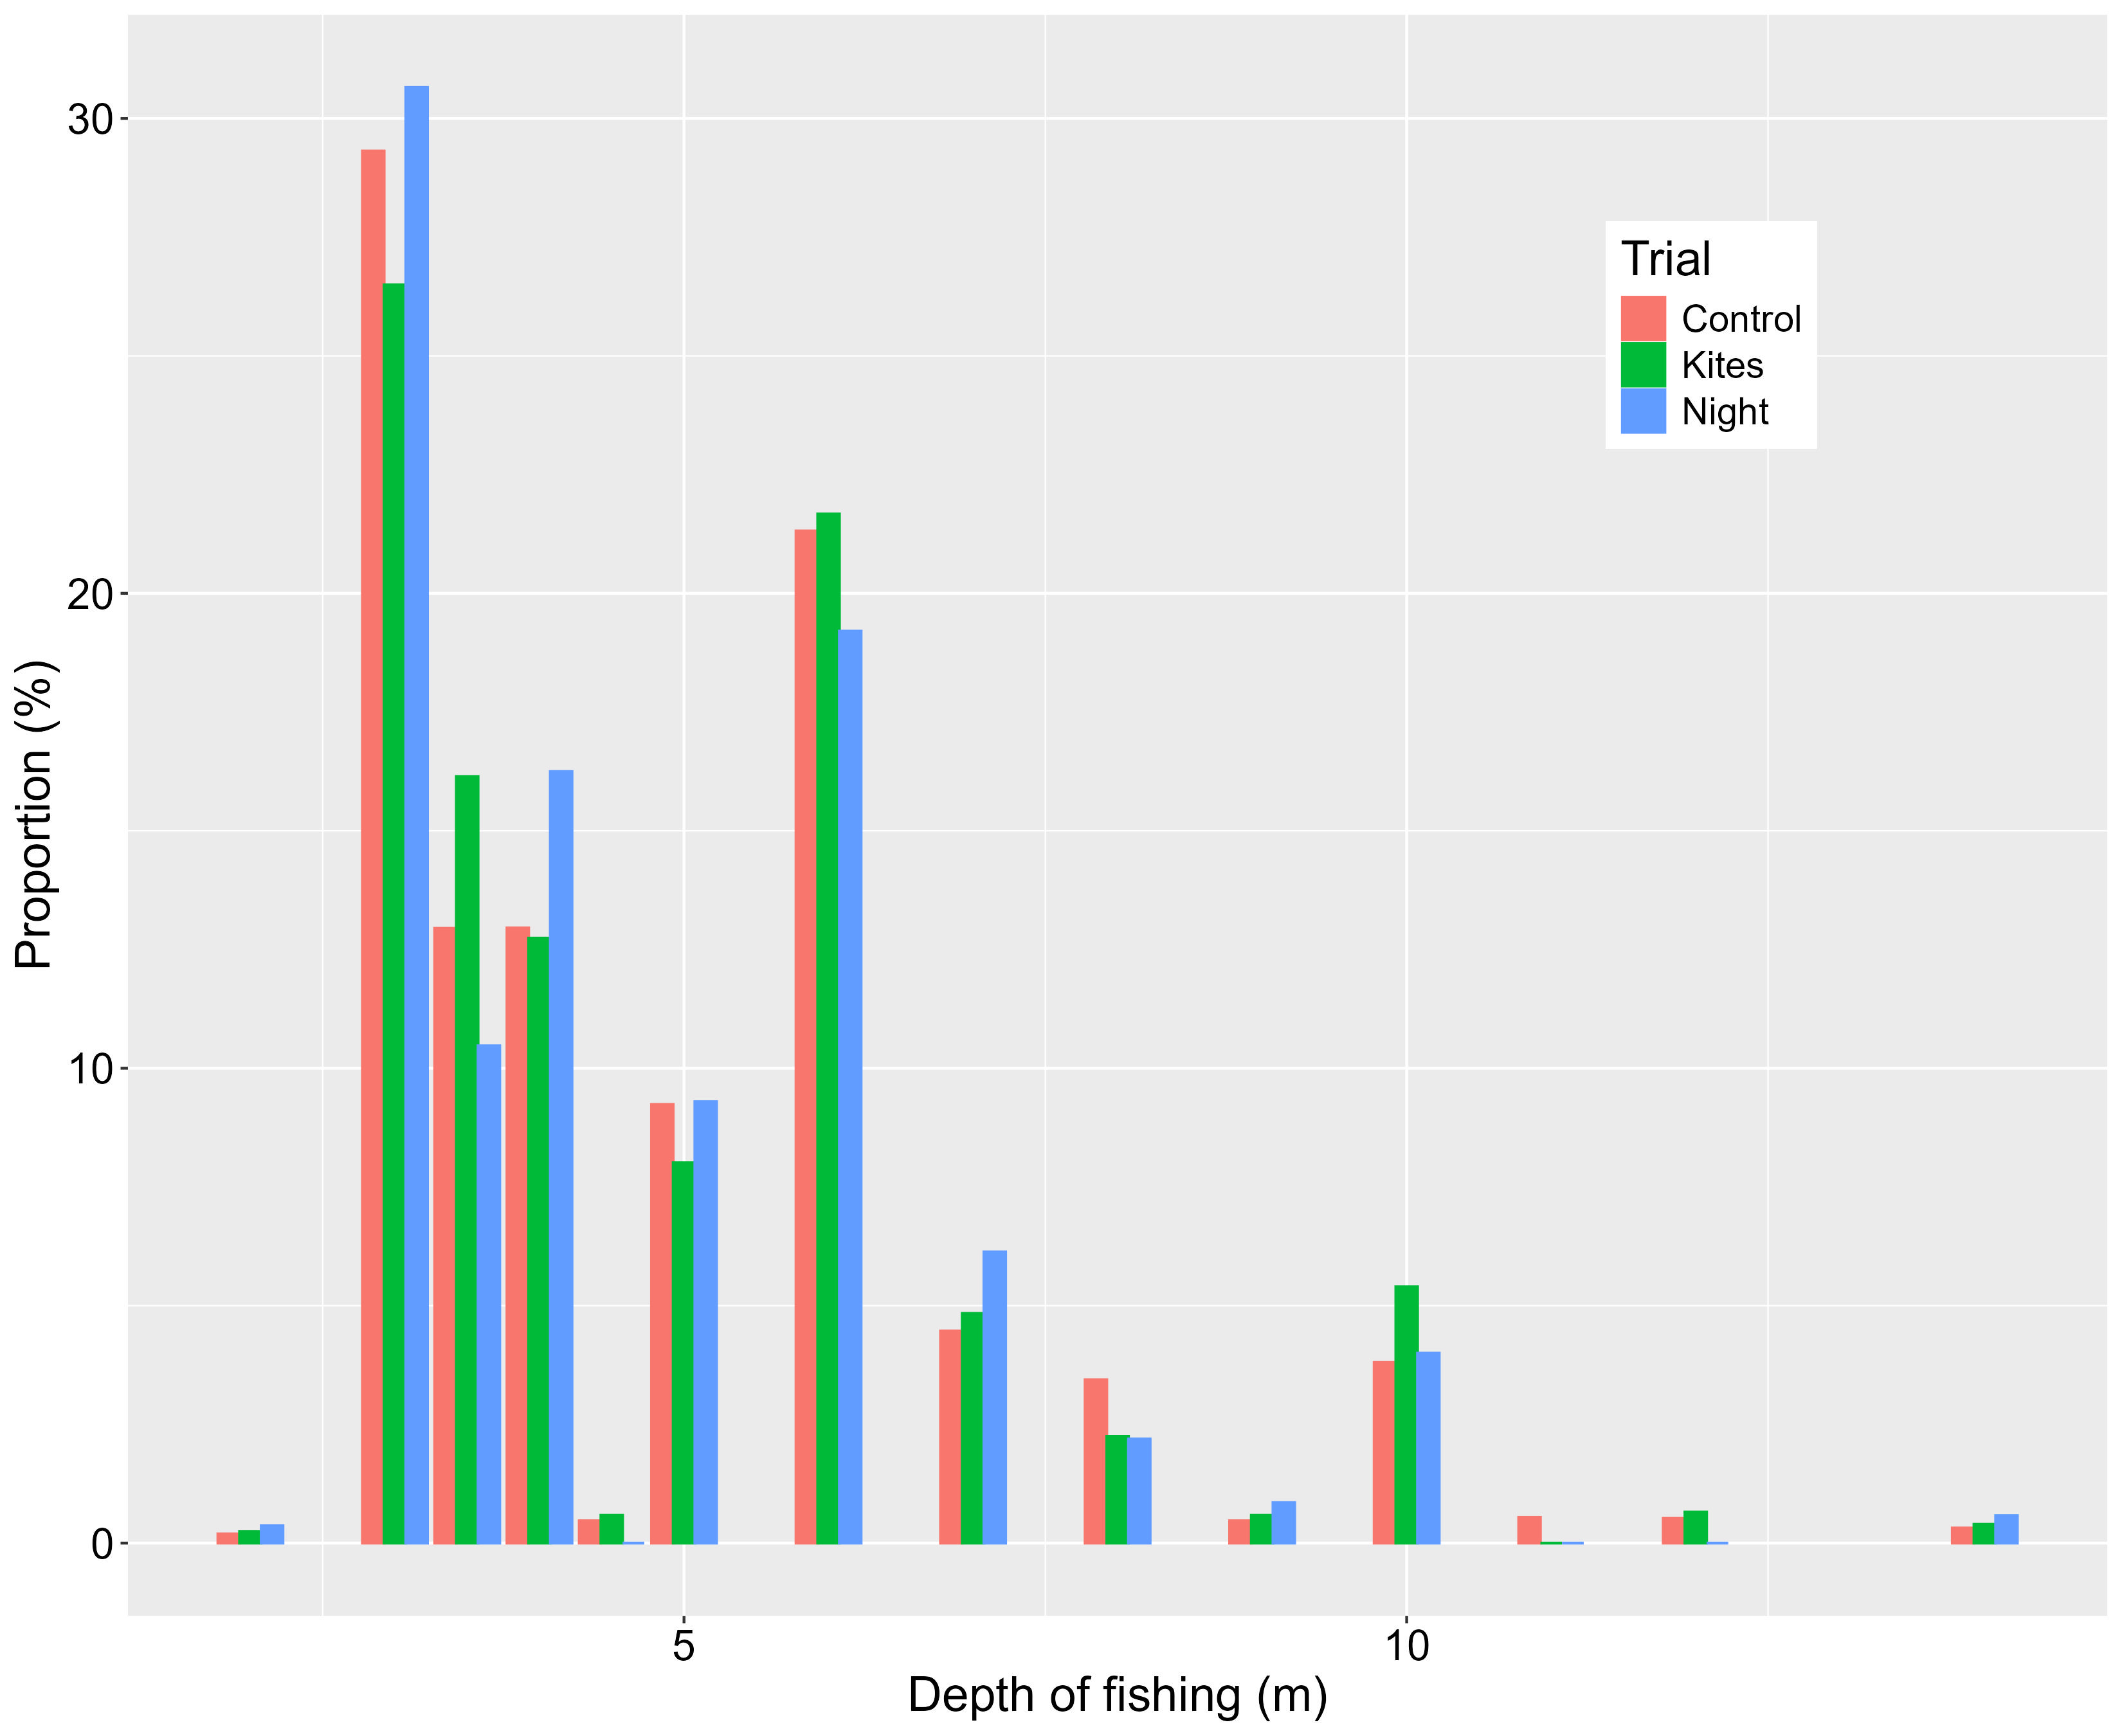 30
20
10
0
Proportion (%)
Trial
Control
Kites
Night
5
10
Depth of fishing (m)